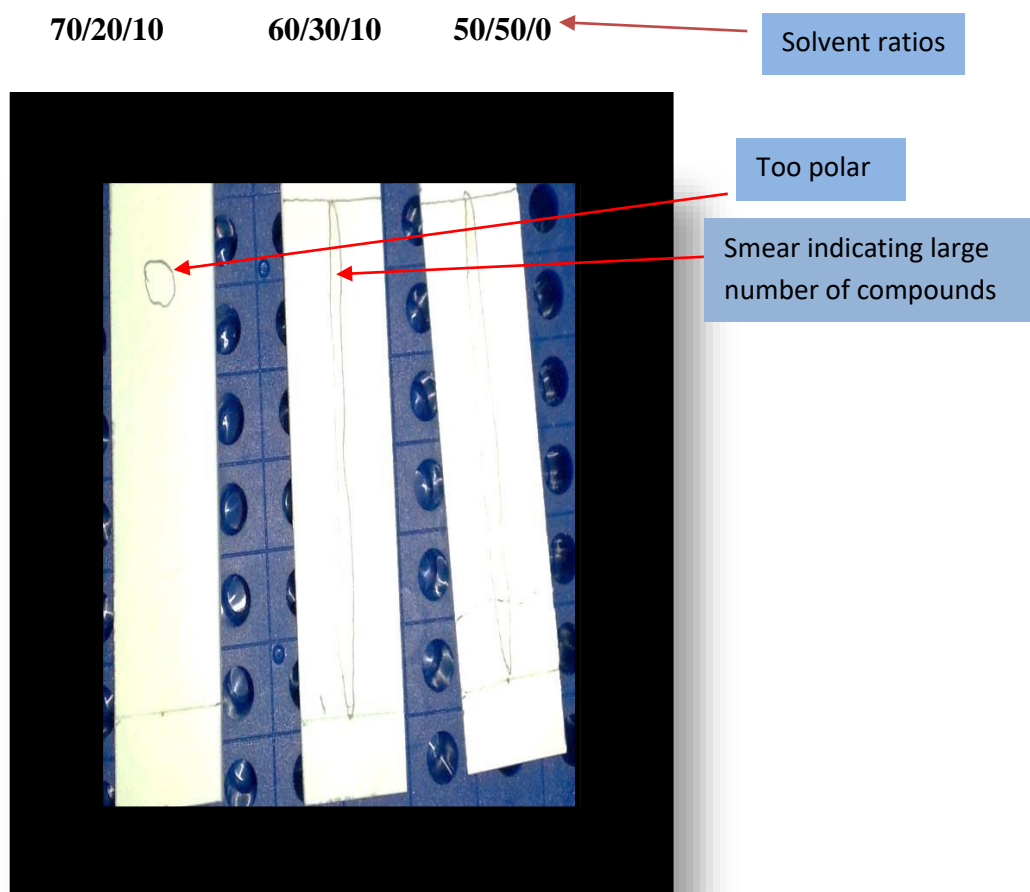 70/20/10 60/30/10 50/50/0
Solvent ratios
Too polar
Smear indicating large
number of compounds